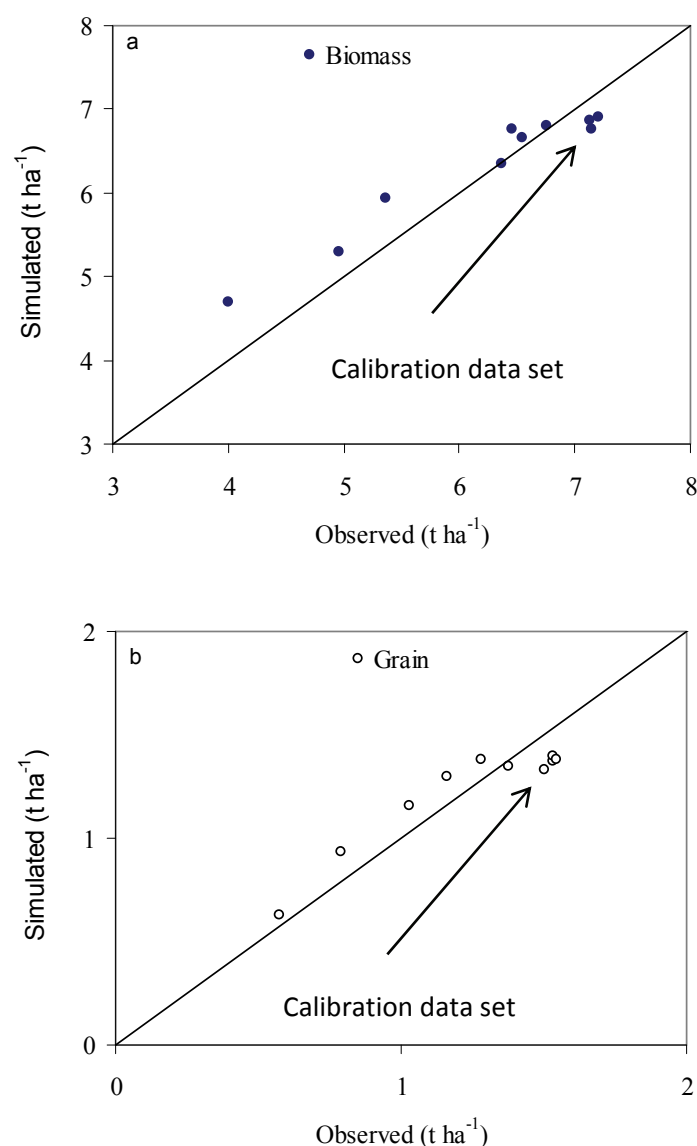 8
a
Biomass
7
6
5
4
3
Simulated (t ha⁻¹)
Calibration data set
3 4 5 6 7 8
Observed (t ha⁻¹)
2
b
Grain
1
0
Simulated (t ha⁻¹)
Calibration data set
0 1 2
Observed (t ha⁻¹)